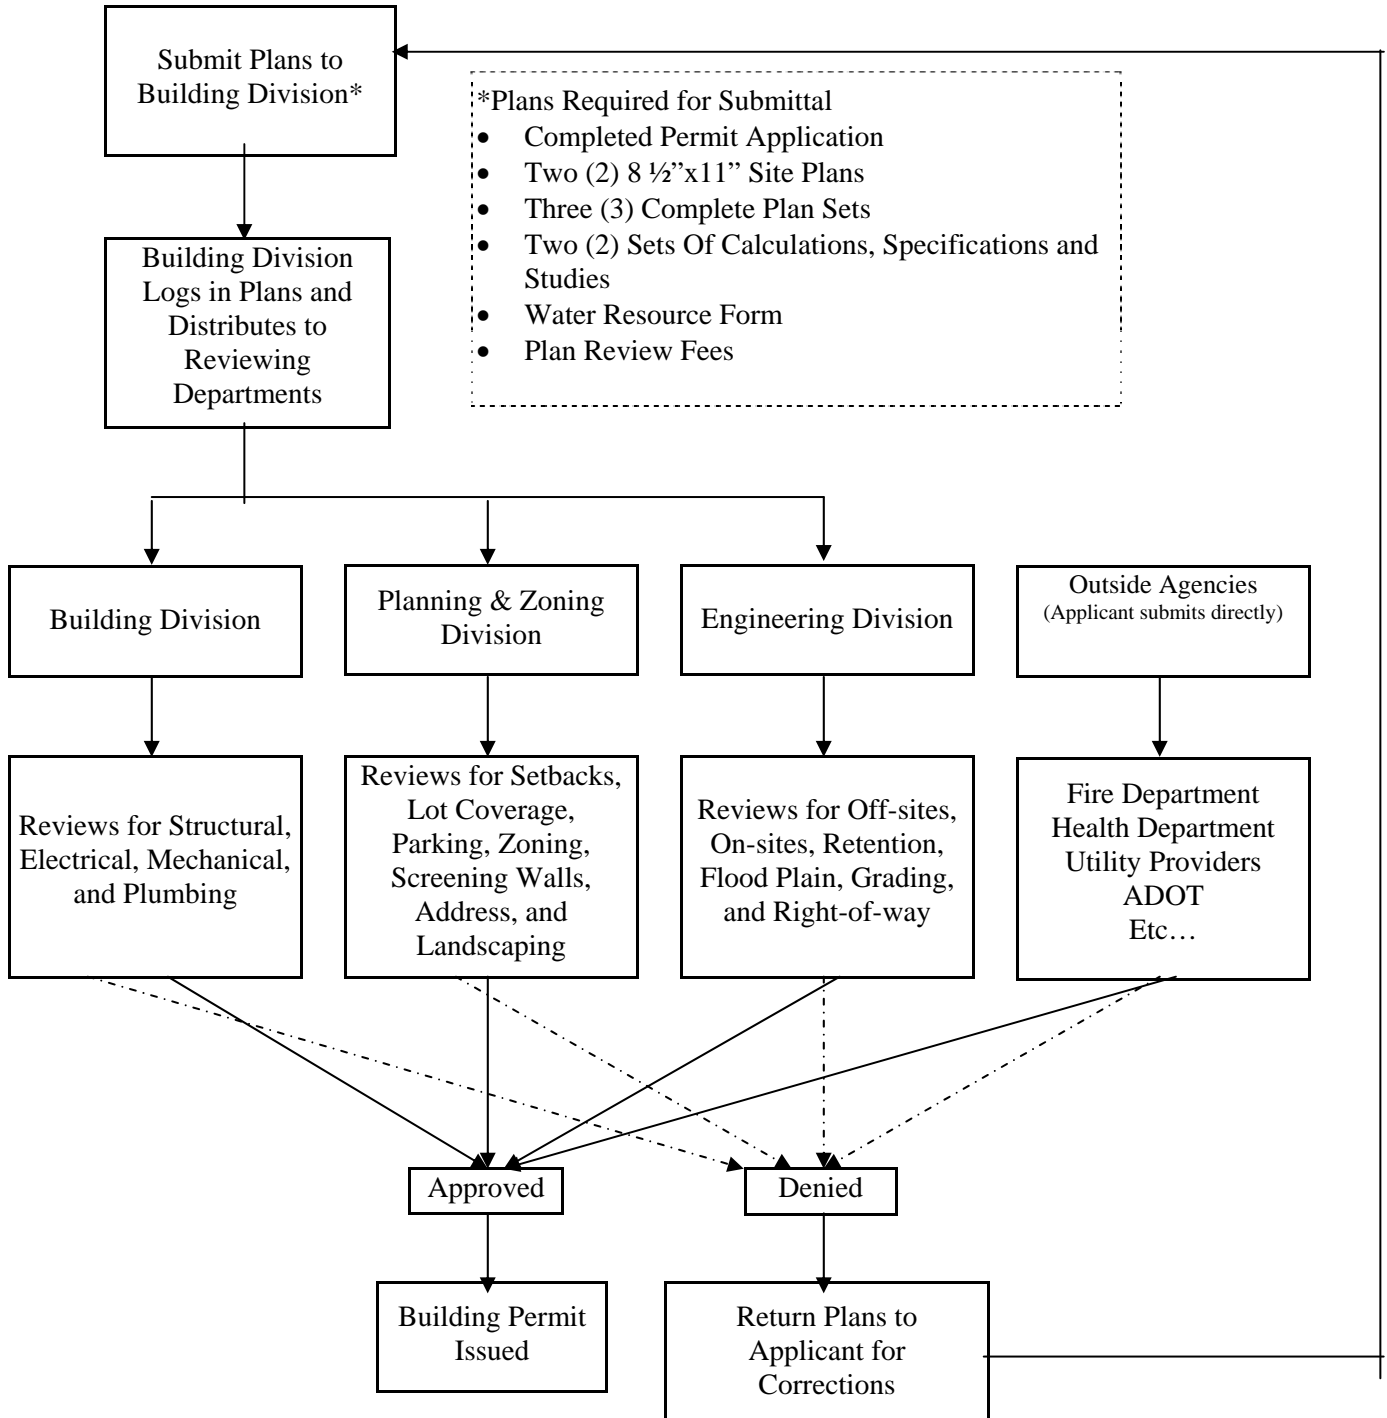 Submit Plans to
Building Division*
*Plans Required for Submittal
• Completed Permit Application
• Two (2) 8 ½”x11” Site Plans
• Three (3) Complete Plan Sets
• Two (2) Sets Of Calculations, Specifications and
Studies
• Water Resource Form
• Plan Review Fees
Building Division
Logs in Plans and
Distributes to
Reviewing
Departments
Building Division
Planning & Zoning
Division
Engineering Division
Outside Agencies
(Applicant submits directly)
Reviews for Structural,
Electrical, Mechanical,
and Plumbing
Reviews for Setbacks,
Lot Coverage,
Parking, Zoning,
Screening Walls,
Address, and
Landscaping
Reviews for Off-sites,
On-sites, Retention,
Flood Plain, Grading,
and Right-of-way
Fire Department
Health Department
Utility Providers
ADOT
Etc…
Approved
Denied
Building Permit
Issued
Return Plans to
Applicant for
Corrections